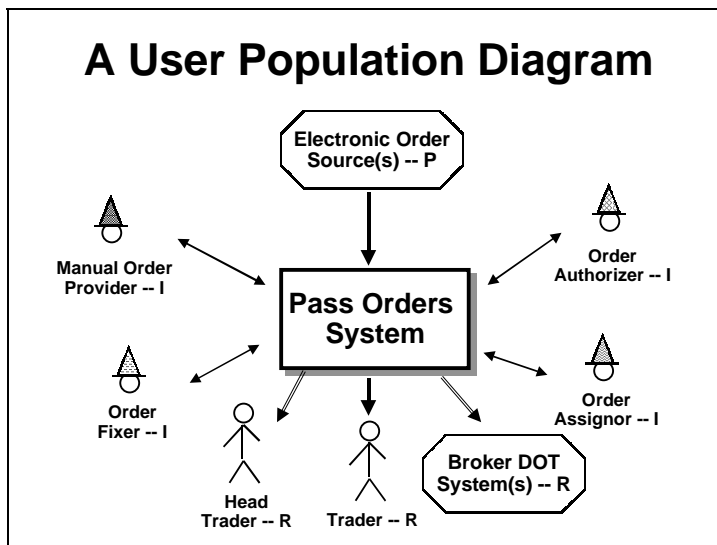 A User Population Diagram
Electronic Order
Source(s) -- P
Manual Order
Provider -- I
Order
Authorizer -- I
Pass Orders
System
Order
Fixer -- I
Order
Assignor -- I
Head
Trader -- R
Trader -- R
Broker DOT
System(s) -- R